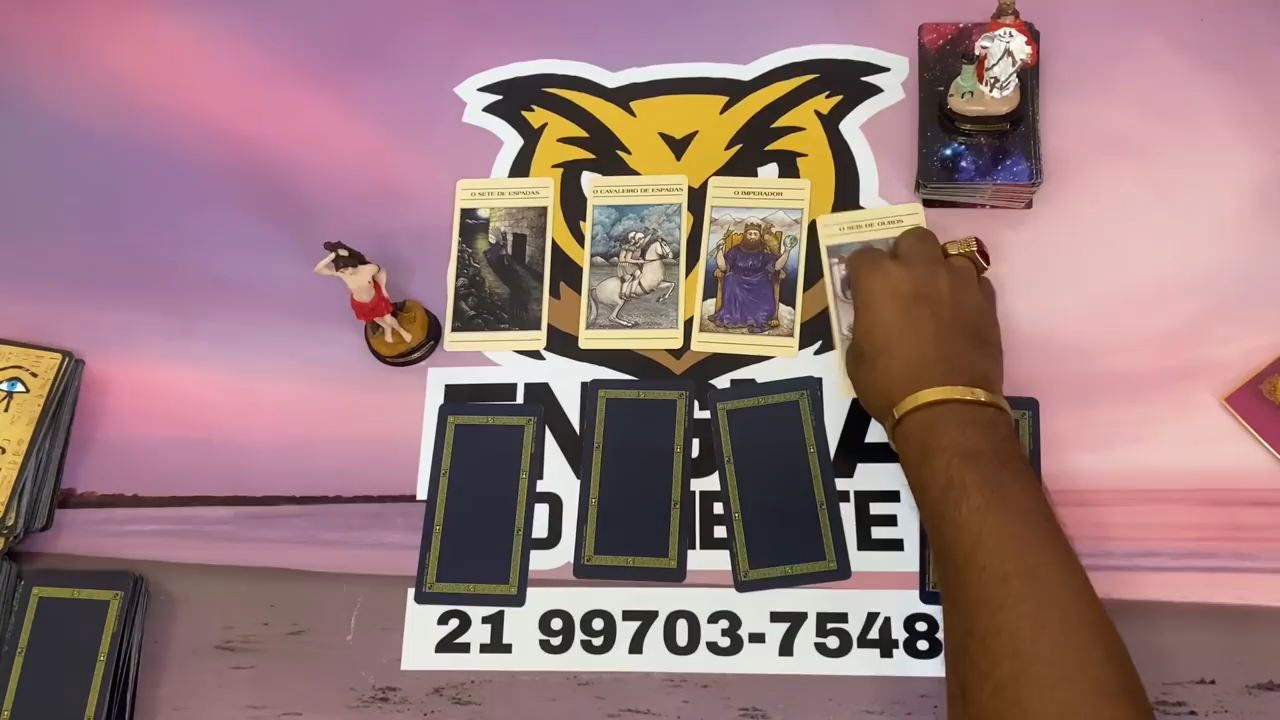 O SETE DE ESPADAS
O CAVALEIRO DE ESPADAS
O IMPERADOR
O SEIS DE OUROS
21 99703-7548